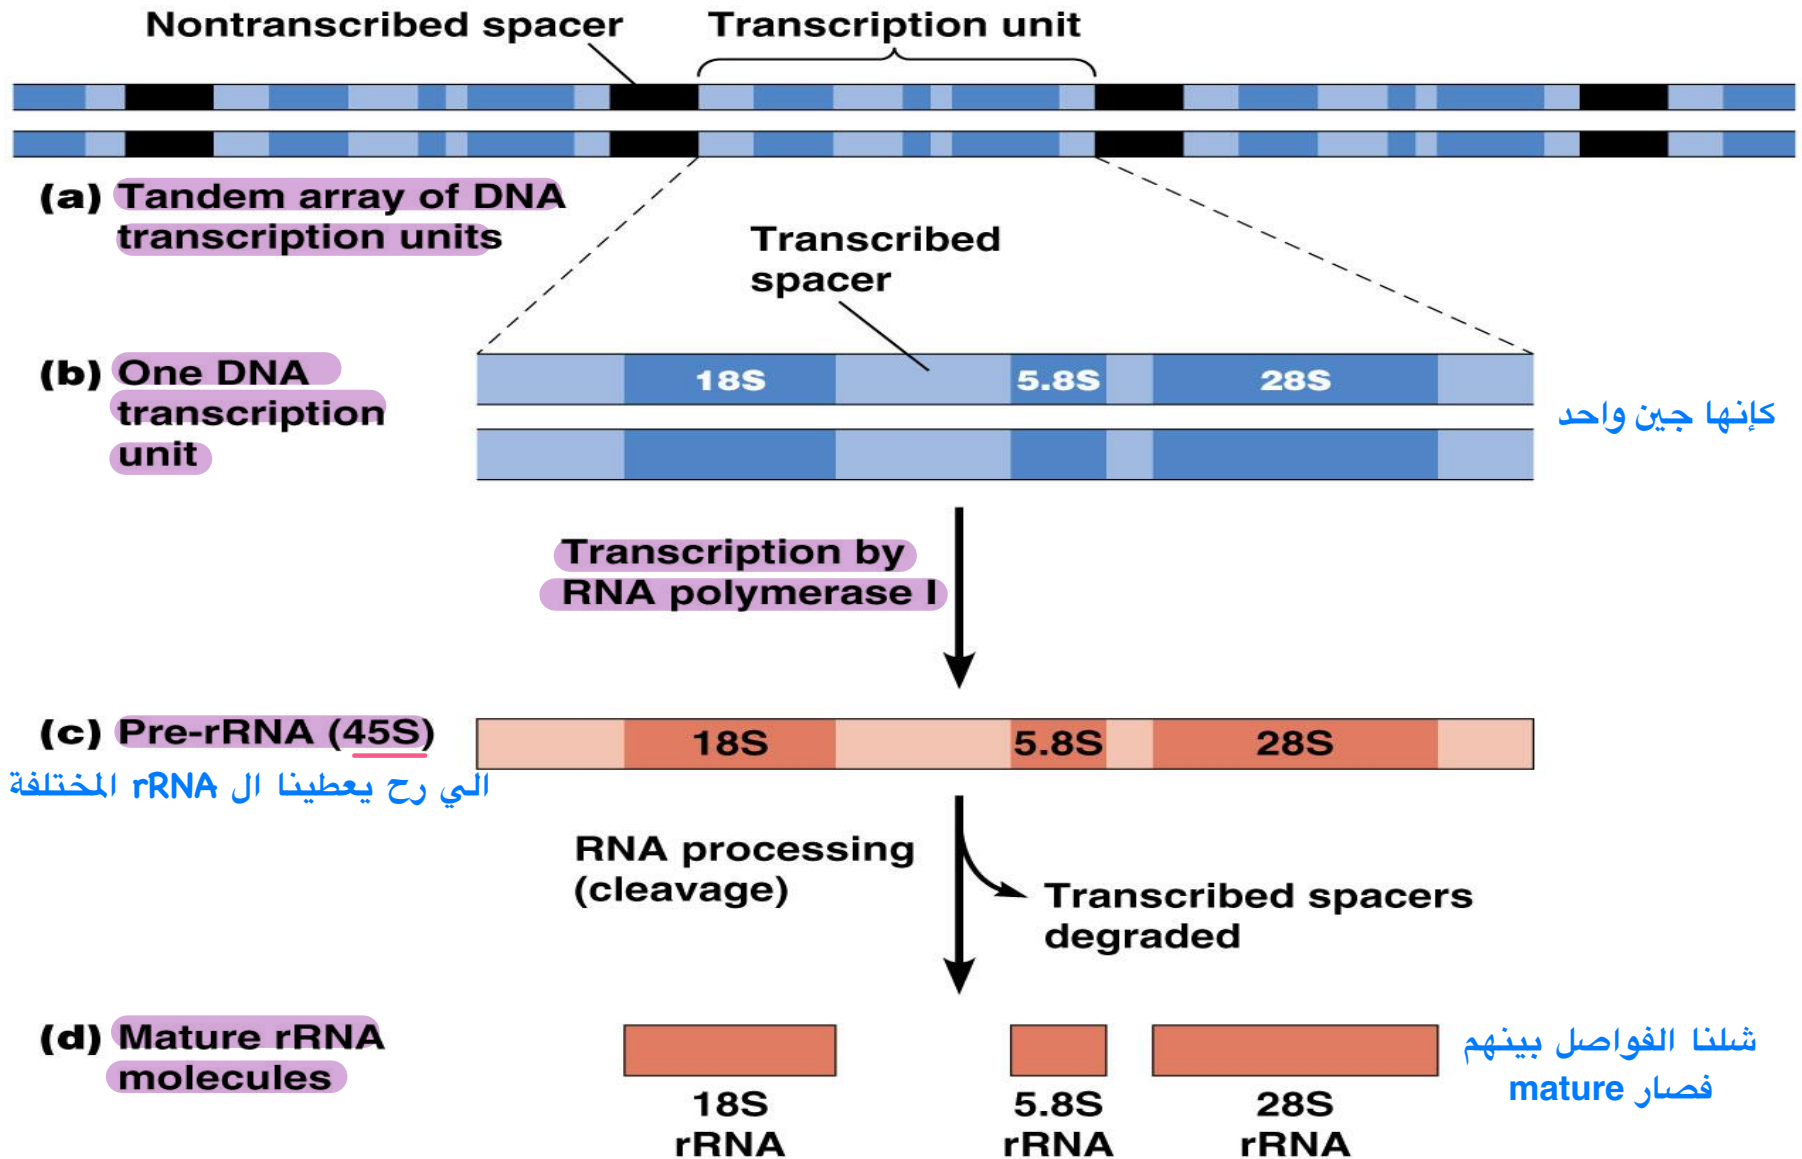 Nontranscribed spacer
Transcription unit
(a) Tandem array of DNA
transcription units
Transcribed
spacer
(b) One DNA
transcription
unit
18S
5.8S
28S
كإنها جين واحد
Transcription by
RNA polymerase I
(c) Pre-rRNA (45S)
18S
5.8S
28S
الي رح يعطينا ال rRNA المختلفة
RNA processing
(cleavage)
Transcribed spacers
degraded
(d) Mature rRNA
molecules
شلنا الفواصل بينهم
فصار mature
18S
rRNA
5.8S
rRNA
28S
rRNA